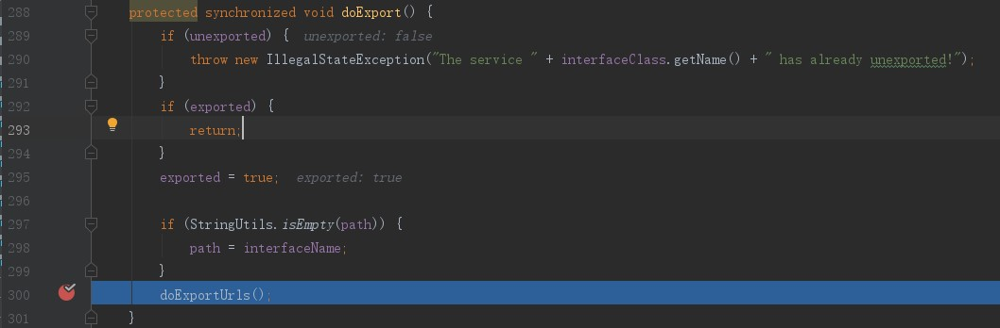 288 protected synchronized void doExport() {
289 if (unexported) { unexported: false
290 throw new IllegalStateException("The service " + interfaceClass.getName() + " has already unexported!");
291 }
292 if (exported) {
293 return;
294 }
295 exported = true; exported: true
296
297 if (StringUtils.isEmpty(path)) {
298 path = interfaceName;
299 }
300 doExportUrls();
301 }